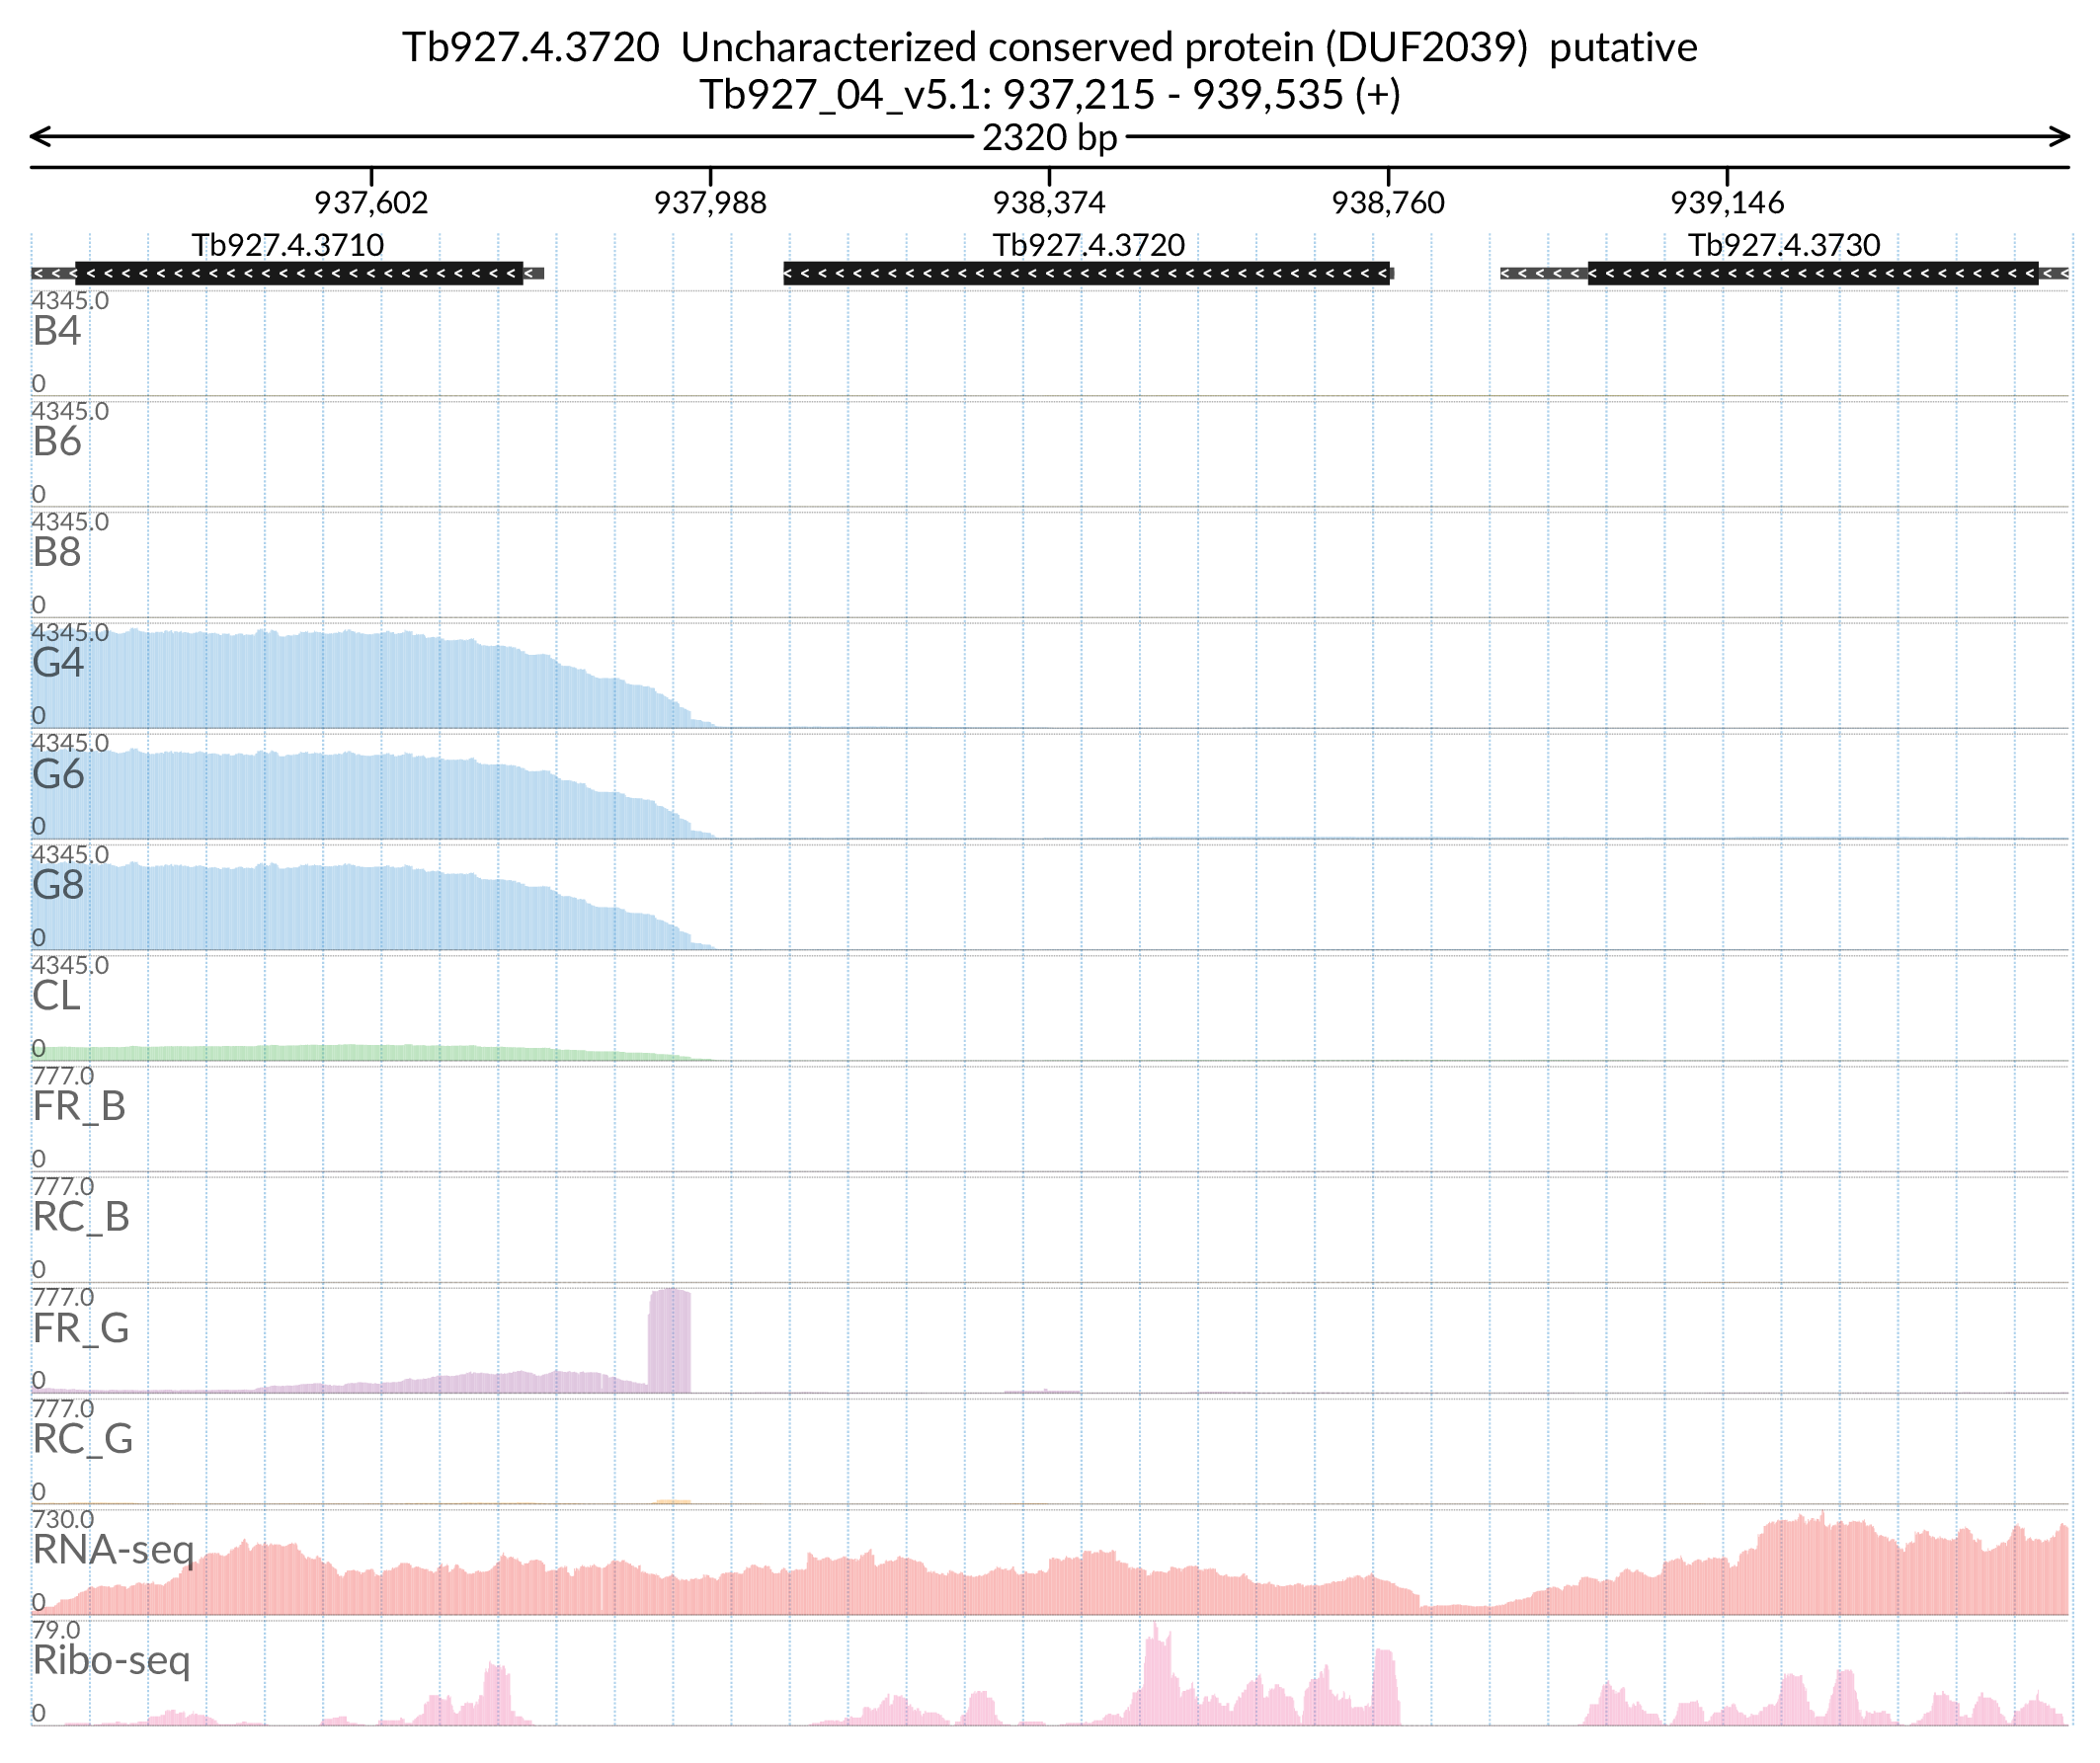 Tb927.4.3720  Uncharacterized conserved protein (DUF2039)  putative
Tb927_04_v5.1: 937,215 - 939,535 (+)
2320 bp
937,602 937,988 938,374 938,760 939,146
Tb927.4.3710 Tb927.4.3720 Tb927.4.3730
4345.0
B4
0
4345.0
B6
0
4345.0
B8
0
4345.0
G4
0
4345.0
G6
0
4345.0
G8
0
4345.0
CL
0
777.0
FR_B
0
777.0
RC_B
0
777.0
FR_G
0
777.0
RC_G
0
730.0
RNA-seq
0
79.0
Ribo-seq
0